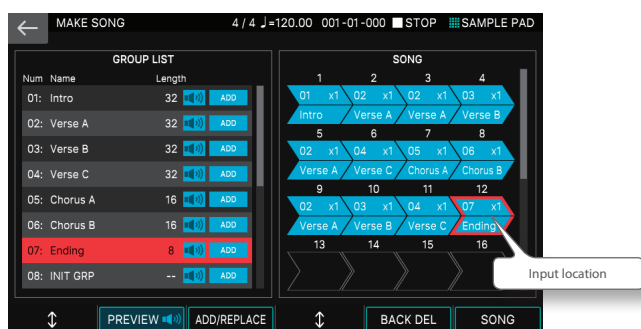 MAKE SONG 4 / 4 ♩=120.00 001-01-000 STOP SAMPLE PAD
GROUP LIST
Num Name Length
01: Intro 32 ADD
02: Verse A 32 ADD
03: Verse B 32 ADD
04: Verse C 32 ADD
05: Chorus A 16 ADD
06: Chorus B 16 ADD
07: Ending 8 ADD
08: INIT GRP -- ADD
SONG
1 2 3 4
01 x1 02 x1 02 x1 03 x1
Intro Verse A Verse A Verse B
5 6 7 8
02 x1 04 x1 05 x1 06 x1
Verse A Verse C Chorus A Chorus B
9 10 11 12
02 x1 03 x1 04 x1 07 x1
Verse A Verse B Verse C Ending
13 14 15 16
Input location
PREVIEW ADD/REPLACE BACK DEL SONG